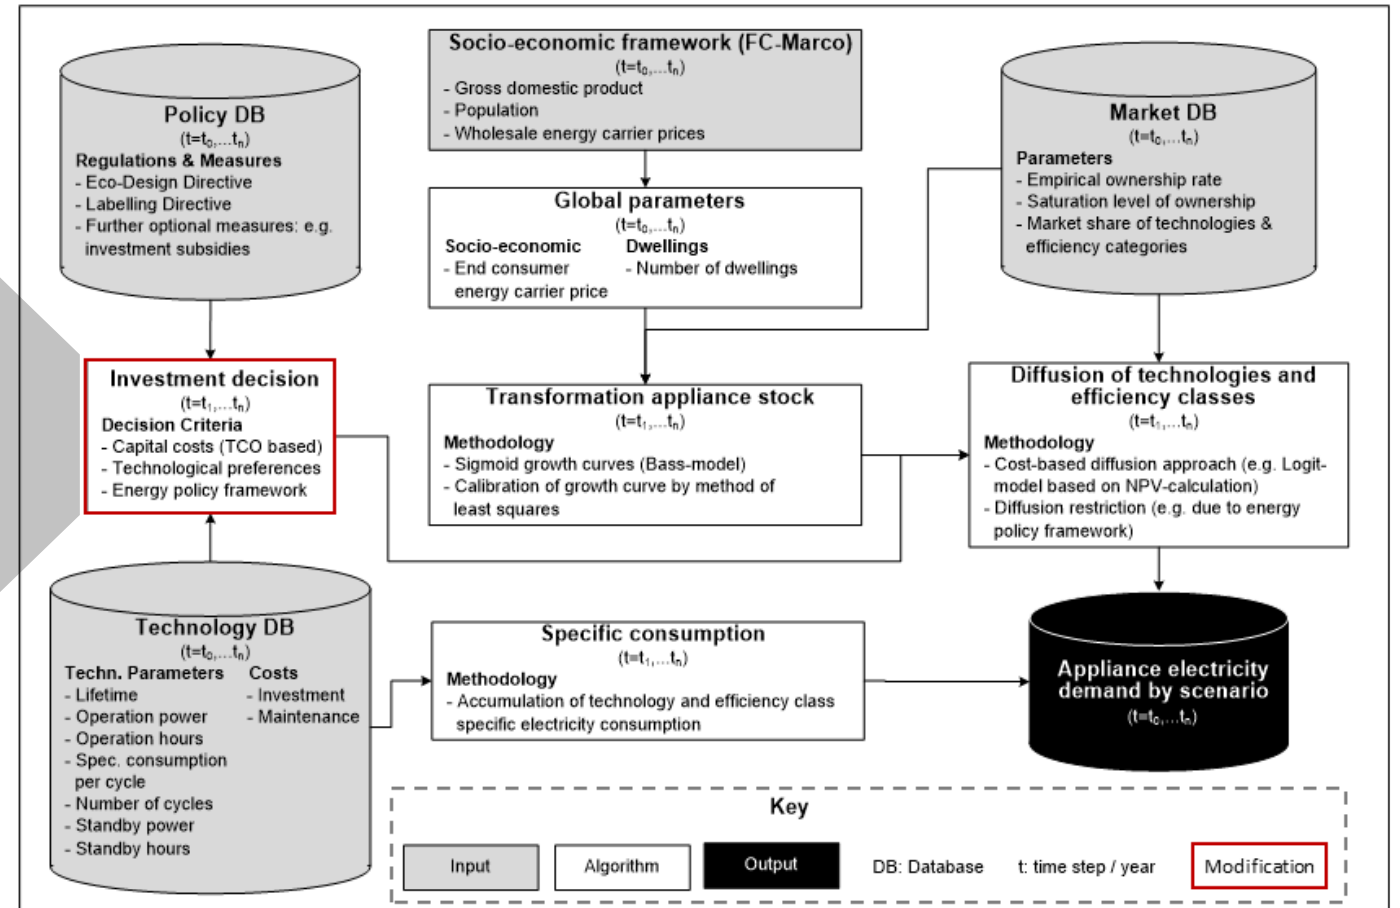 Policy DB
(t=t0,...tn)
Regulations & Measures
- Eco-Design Directive
- Labelling Directive
- Further optional measures: e.g.
investment subsidies
Socio-economic framework (FC-Marco)
(t=t0,...tn)
- Gross domestic product
- Population
- Wholesale energy carrier prices
Market DB
(t=t0,...tn)
Parameters
- Empirical ownership rate
- Saturation level of ownership
- Market share of technologies &
efficiency categories
Global parameters
(t=t0,...tn)
Socio-economic
- End consumer
energy carrier price
Dwellings
- Number of dwellings
Investment decision
(t=t1,...tn)
Decision Criteria
- Capital costs (TCO based)
- Technological preferences
- Energy policy framework
Transformation appliance stock
(t=t1,...tn)
Methodology
- Sigmoid growth curves (Bass-model)
- Calibration of growth curve by method of
least squares
Diffusion of technologies and
efficiency classes
(t=t1,...tn)
Methodology
- Cost-based diffusion approach (e.g. Logit-
model based on NPV-calculation)
- Diffusion restriction (e.g. due to energy
policy framework)
Technology DB
(t=t0,...tn)
Techn. Parameters
- Lifetime
- Operation power
- Operation hours
- Spec. consumption
per cycle
- Number of cycles
- Standby power
- Standby hours
Costs
- Investment
- Maintenance
Specific consumption
(t=t1,...tn)
Methodology
- Accumulation of technology and efficiency class
specific electricity consumption
Appliance electricity
demand by scenario
(t=t0,...tn)
Key
Input
Algorithm
Output
DB: Database
t: time step / year
Modification